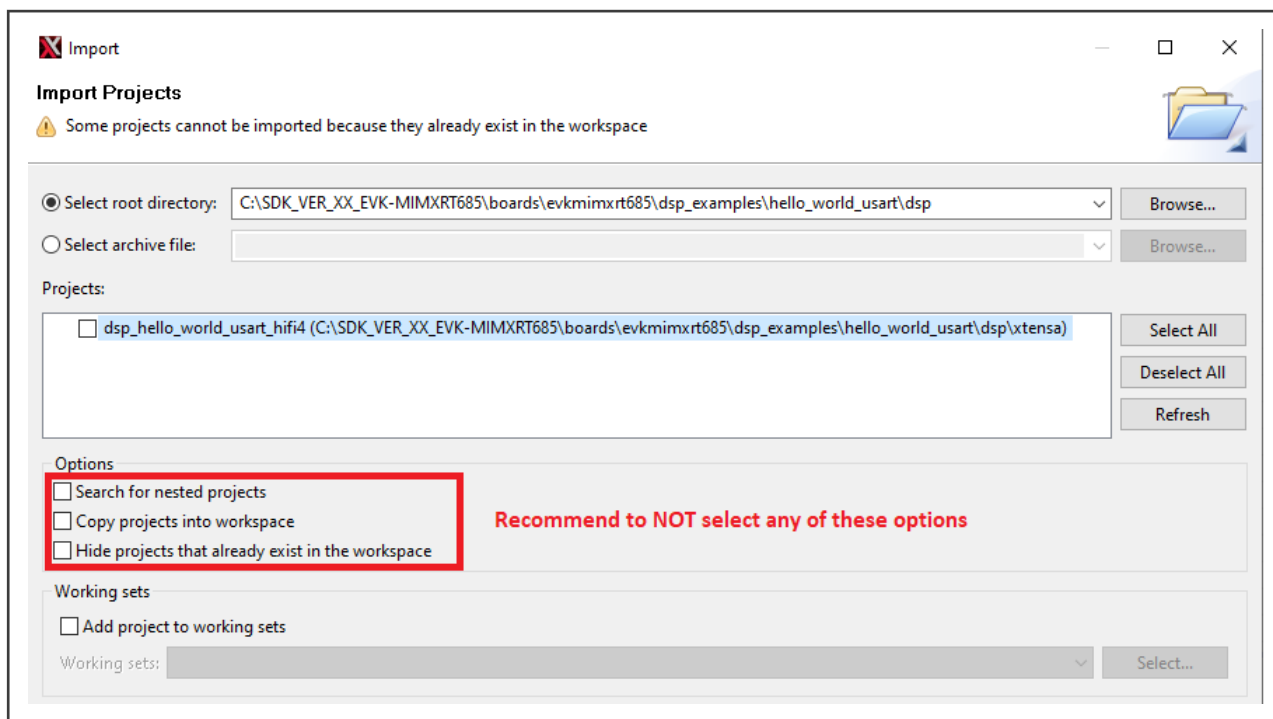 Import
Import Projects
Some projects cannot be imported because they already exist in the workspace
Select root directory: C:\SDK_VER_XX_EVK-MIMXRT685\boards\evkmimxrt685\dsp_examples\hello_world_usart\dsp Browse...
Select archive file: Browse...
Projects:
dsp_hello_world_usart_hifi4 (C:\SDK_VER_XX_EVK-MIMXRT685\boards\evkmimxrt685\dsp_examples\hello_world_usart\dsp\xtensa) Select All
Deselect All
Refresh
Options
Search for nested projects
Copy projects into workspace Recommend to NOT select any of these options
Hide projects that already exist in the workspace
Working sets
Add project to working sets
Working sets: Select...